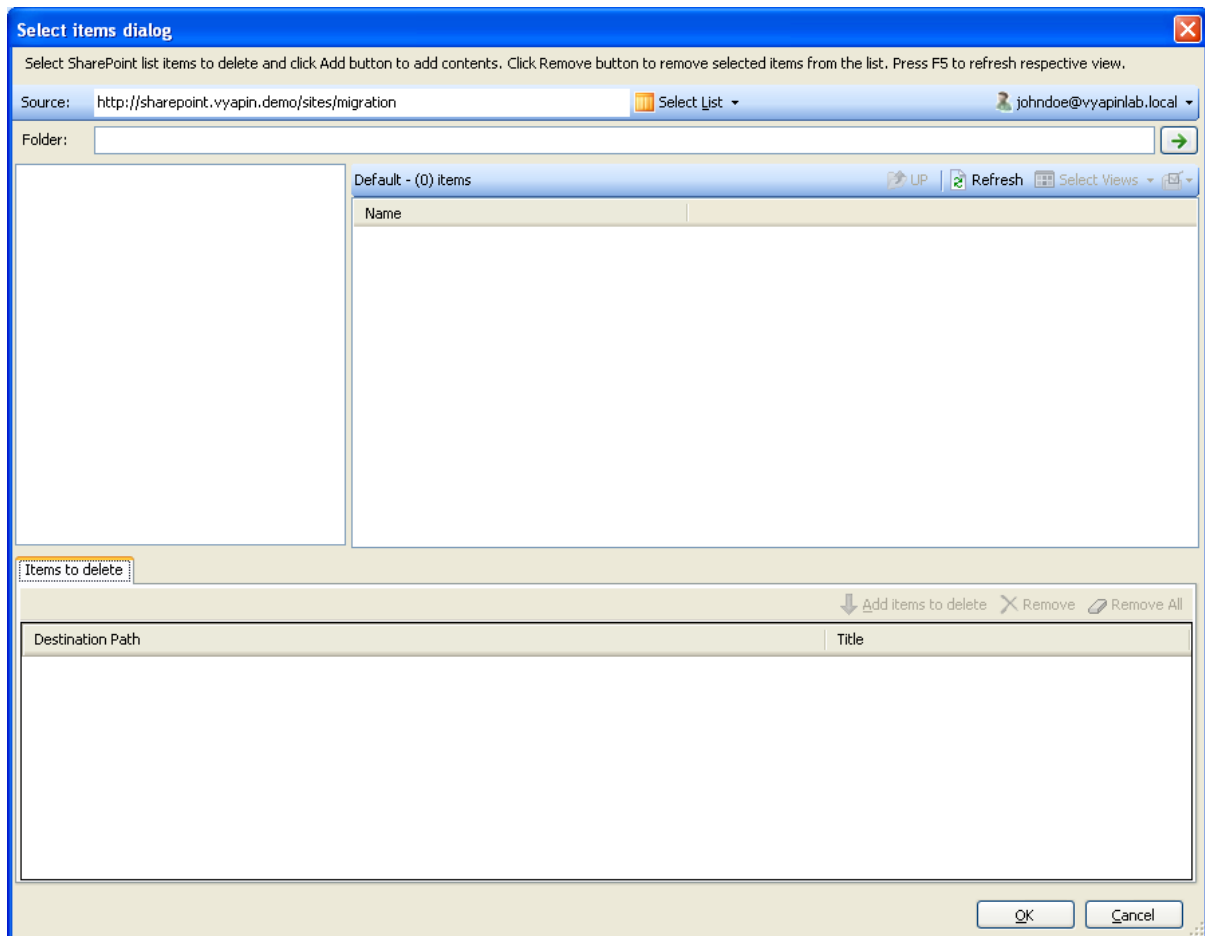 Select items dialog
Select SharePoint list items to delete and click Add button to add contents. Click Remove button to remove selected items from the list. Press F5 to refresh respective view.
Source: http://sharepoint.vyapin.demo/sites/migration Select List johndoe@vyapinlab.local
Folder:
Default - (0) items UP Refresh Select Views
Name
Items to delete
Add items to delete Remove Remove All
Destination Path Title
OK Cancel